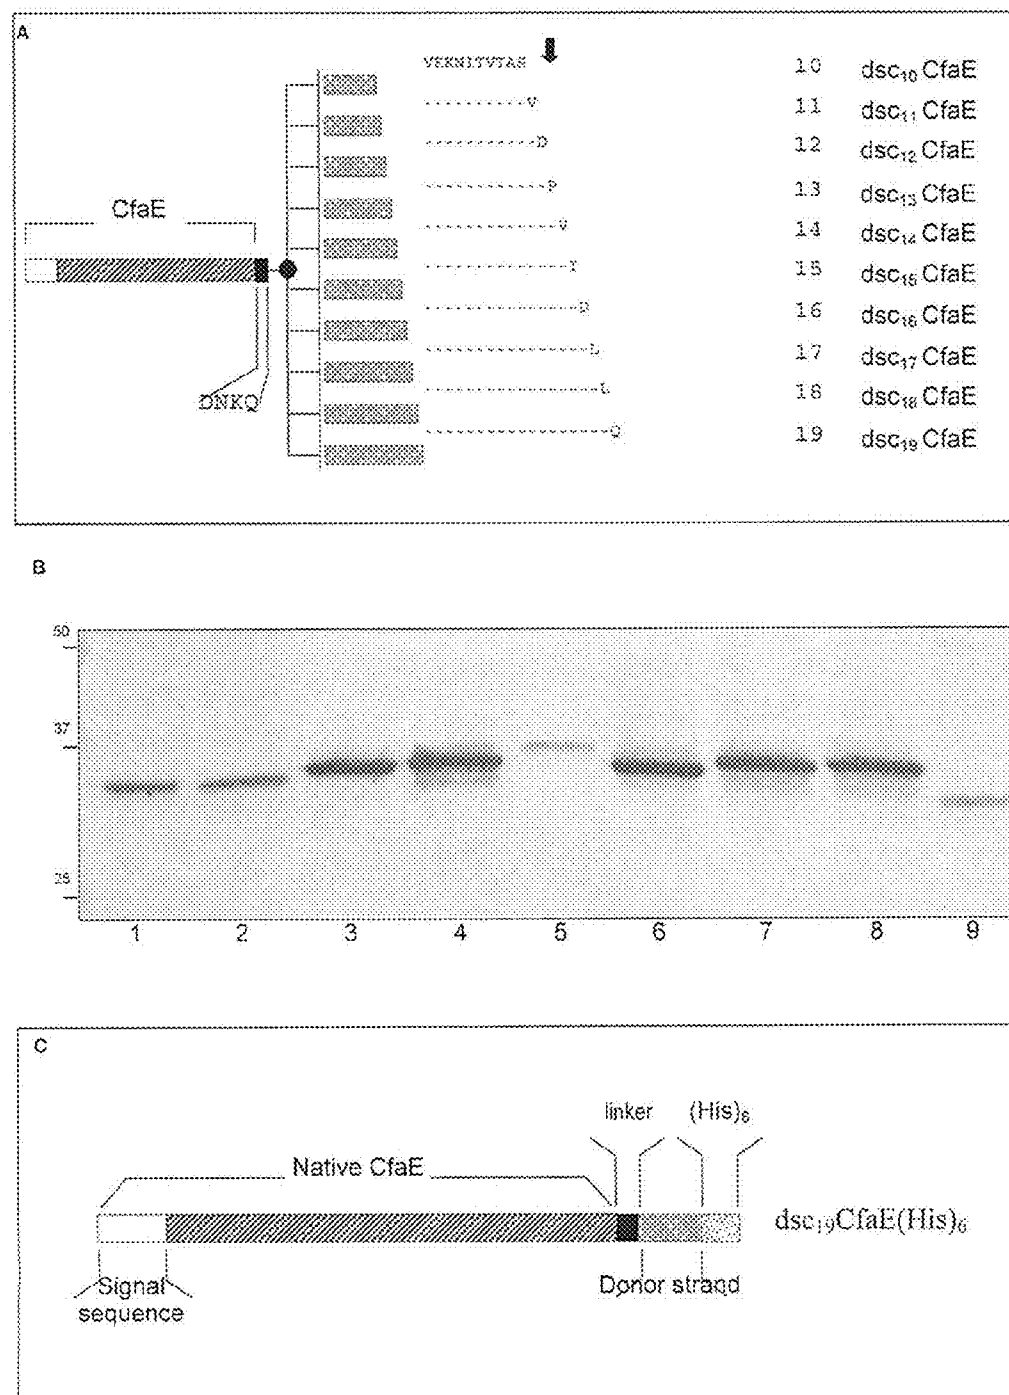 A
VEKNITVTAS
10 dsc10 CfaE
V 11 dsc11 CfaE
D 12 dsc12 CfaE
P 13 dsc13 CfaE
V 14 dsc14 CfaE
15 dsc15 CfaE
D 16 dsc16 CfaE
L 17 dsc17 CfaE
L 18 dsc18 CfaE
Q 19 dsc19 CfaE
CfaE
DNKQ
B
50
37
25
1 2 3 4 5 6 7 8 9
C
linker (His)6
Native CfaE
dsc19CfaE(His)6
Signal
sequence
Donor strand